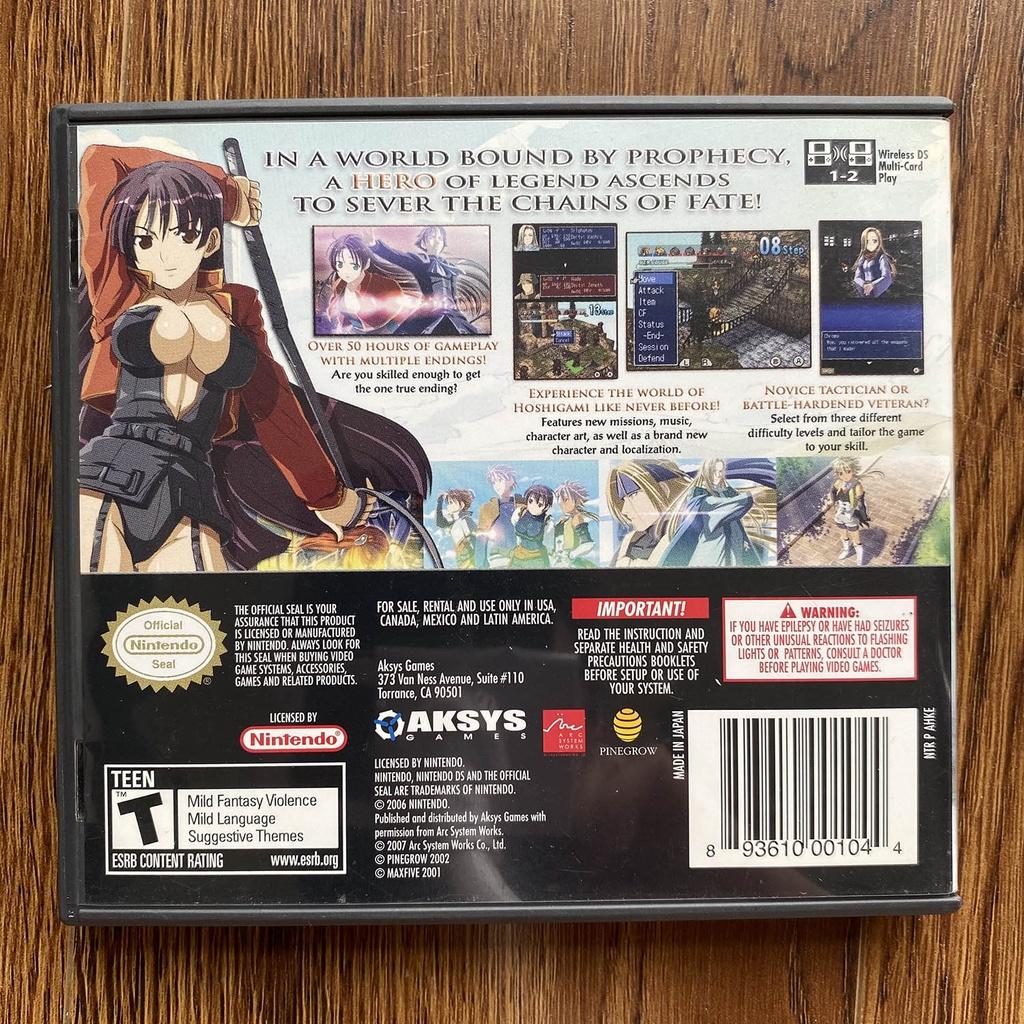 IN A WORLD BOUND BY PROPHECY,
A HERO OF LEGEND ASCENDS
TO SEVER THE CHAINS OF FATE!
1-2
Wireless DS
Multi-Card
Play
OVER 50 HOURS OF GAMEPLAY
WITH MULTIPLE ENDINGS!
Are you skilled enough to get
the one true ending?
13Step
08Step
Move
Attack
Item
CF
Status
-End-
Session
Defend
EXPERIENCE THE WORLD OF
HOSHIGAMI LIKE NEVER BEFORE!
Features new missions, music,
character art, as well as a brand new
character and localization.
NOVICE TACTICIAN OR
BATTLE-HARDENED VETERAN?
Select from three different
difficulty levels and tailor the game
to your skill.
Official
Nintendo
Seal
®
THE OFFICIAL SEAL IS YOUR
ASSURANCE THAT THIS PRODUCT
IS LICENSED OR MANUFACTURED
BY NINTENDO. ALWAYS LOOK FOR
THIS SEAL WHEN BUYING VIDEO
GAME SYSTEMS, ACCESSORIES,
GAMES AND RELATED PRODUCTS.
FOR SALE, RENTAL AND USE ONLY IN USA,
CANADA, MEXICO AND LATIN AMERICA.
Aksys Games
373 Van Ness Avenue, Suite #110
Torrance, CA 90501
IMPORTANT!
READ THE INSTRUCTION AND
SEPARATE HEALTH AND SAFETY
PRECAUTIONS BOOKLETS
BEFORE SETUP OR USE OF
YOUR SYSTEM.
WARNING:
IF YOU HAVE EPILEPSY OR HAVE HAD SEIZURES
OR OTHER UNUSUAL REACTIONS TO FLASHING
LIGHTS OR PATTERNS, CONSULT A DOCTOR
BEFORE PLAYING VIDEO GAMES.
LICENSED BY
Nintendo®
AKSYS
GAMES
ARC
SYSTEM
WORKS
PINEGROW
MADE IN JAPAN
NTR P AHKE
TEEN
T
™
Mild Fantasy Violence
Mild Language
Suggestive Themes
ESRB CONTENT RATING
www.esrb.org
LICENSED BY NINTENDO.
NINTENDO, NINTENDO DS AND THE OFFICIAL
SEAL ARE TRADEMARKS OF NINTENDO.
© 2006 NINTENDO.
Published and distributed by Aksys Games with
permission from Arc System Works.
© 2007 Arc System Works Co., Ltd.
© PINEGROW 2002
© MAXFIVE 2001
8 93610 00104 4